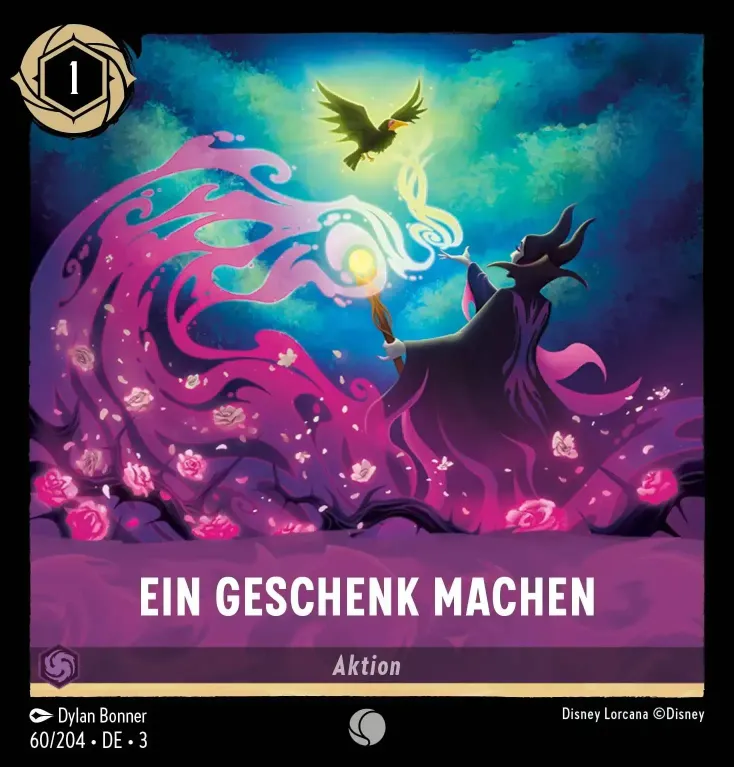 1
EIN GESCHENK MACHEN
Aktion
Dylan Bonner
Disney Lorcana ©Disney
60/204 • DE • 3